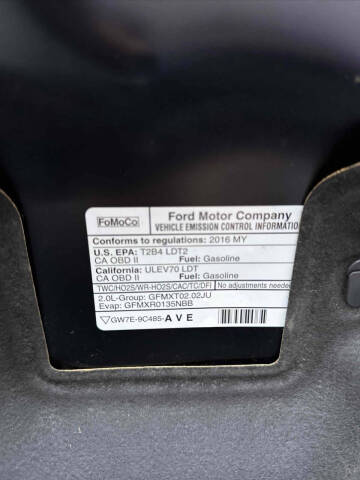 FoMoCo
Ford Motor Company
VEHICLE EMISSION CONTROL INFORMATION
Conforms to regulations: 2016 MY
U.S. EPA: T2B4 LDT2
CA OBD II Fuel: Gasoline
California: ULEV70 LDT
CA OBD II Fuel: Gasoline
TWC/HO2S/WR-HO2S/CAC/TC/DFI No adjustments needed.
2.0L-Group: GFMXT02.02JU
Evap: GFMXR0135NBB
GW7E-9C485-AVE